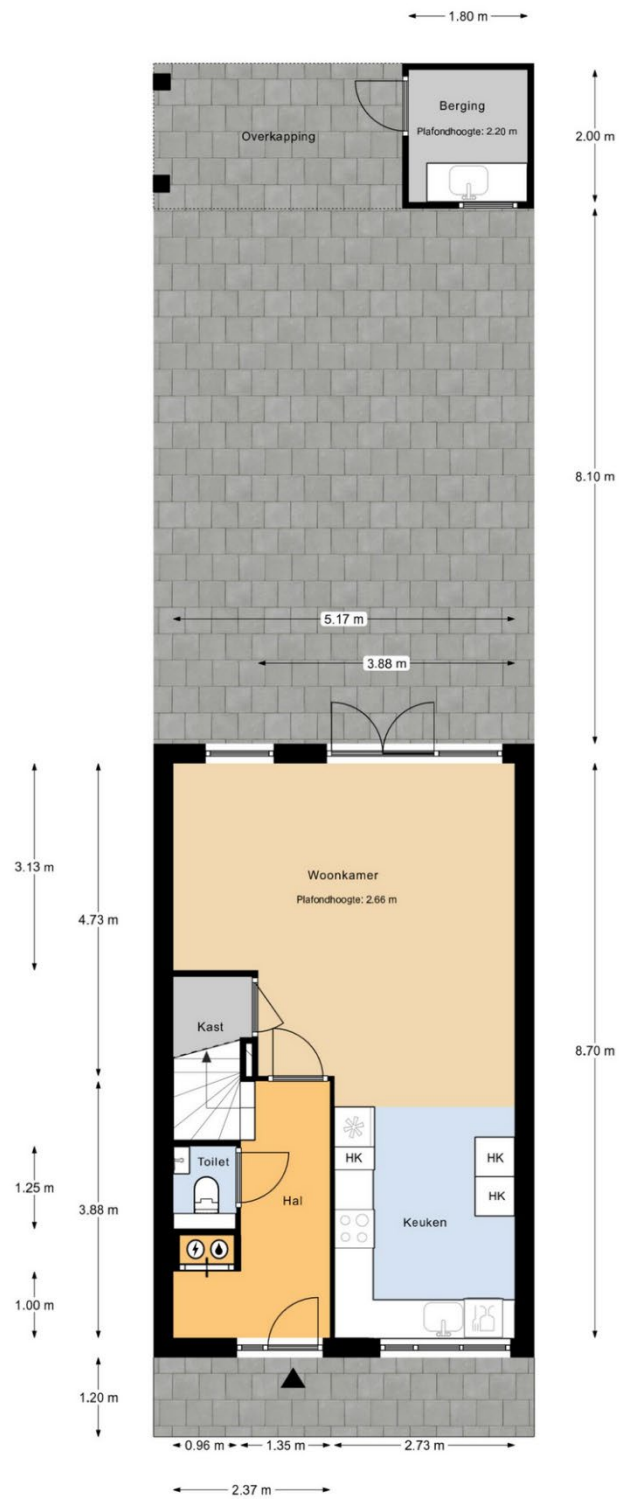 1.80 m
Berging
Plafondhoogte: 2.20 m
Overkapping
2.00 m
8.10 m
5.17 m
3.88 m
3.13 m
Woonkamer
Plafondhoogte: 2.66 m
4.73 m
Kast
8.70 m
HK
HK
Toilet
1.25 m
HK
Hal
3.88 m
Keuken
1.00 m
1.20 m
0.96 m
1.35 m
2.73 m
2.37 m